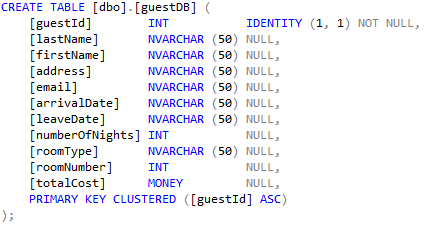 CREATE TABLE [dbo].[guestDB] (
    [guestId]        INT           IDENTITY (1, 1) NOT NULL,
    [lastName]       NVARCHAR (50) NULL,
    [firstName]      NVARCHAR (50) NULL,
    [address]        NVARCHAR (50) NULL,
    [email]          NVARCHAR (50) NULL,
    [arrivalDate]    NVARCHAR (50) NULL,
    [leaveDate]      NVARCHAR (50) NULL,
    [numberOfNights] INT           NULL,
    [roomType]       NVARCHAR (50) NULL,
    [roomNumber]     INT           NULL,
    [totalCost]      MONEY         NULL,
    PRIMARY KEY CLUSTERED ([guestId] ASC)
);